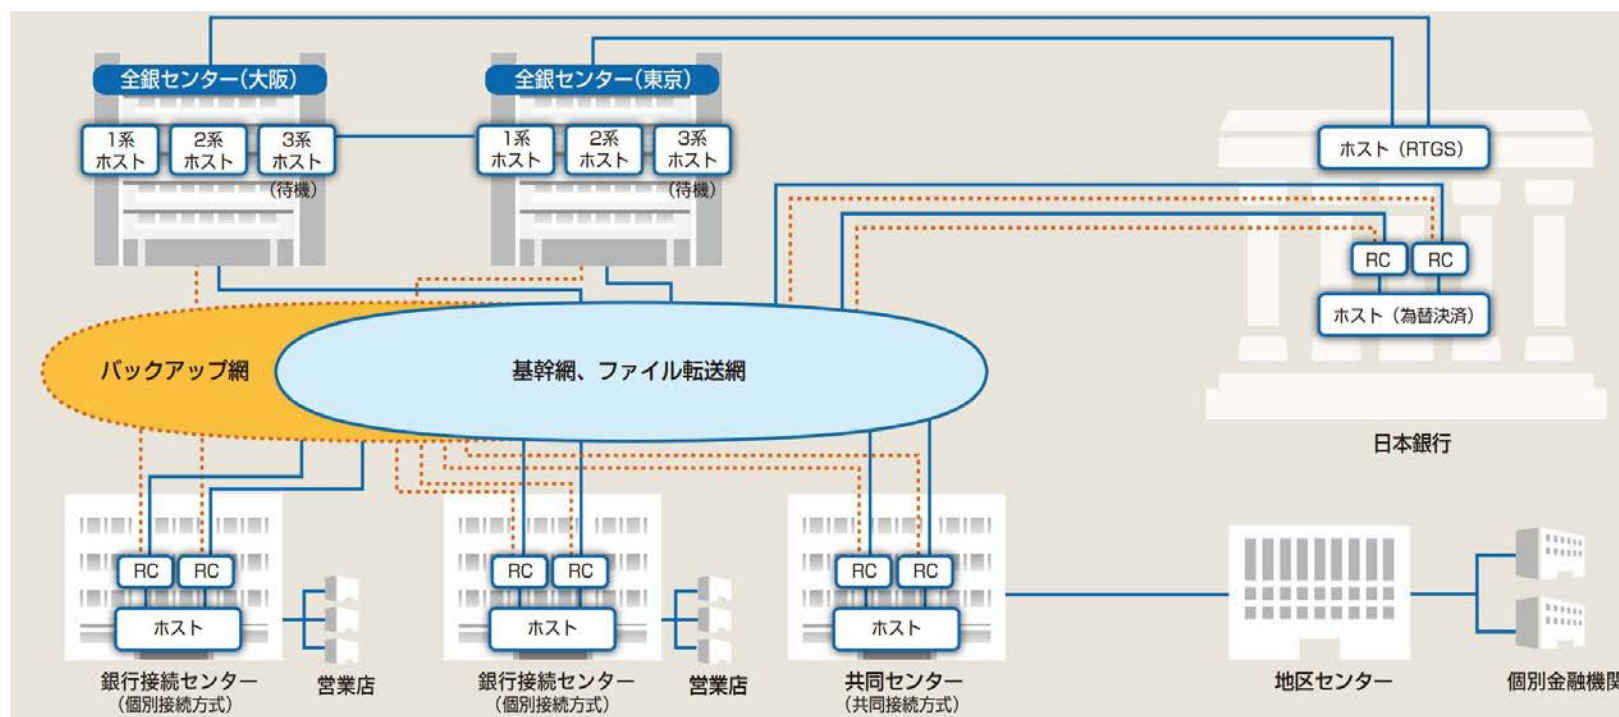 全銀センター(大阪)
全銀センター(東京)
1系
ホスト
2系
ホスト
3系
ホスト
(待機)
1系
ホスト
2系
ホスト
3系
ホスト
(待機)
ホスト(RTGS)
RC
RC
ホスト(為替決済)
日本銀行
バックアップ網
基幹網、ファイル転送網
RC
RC
ホスト
銀行接続センター
(個別接続方式)
営業店
RC
RC
ホスト
銀行接続センター
(個別接続方式)
営業店
RC
RC
ホスト
共同センター
(共同接続方式)
地区センター
個別金融機関